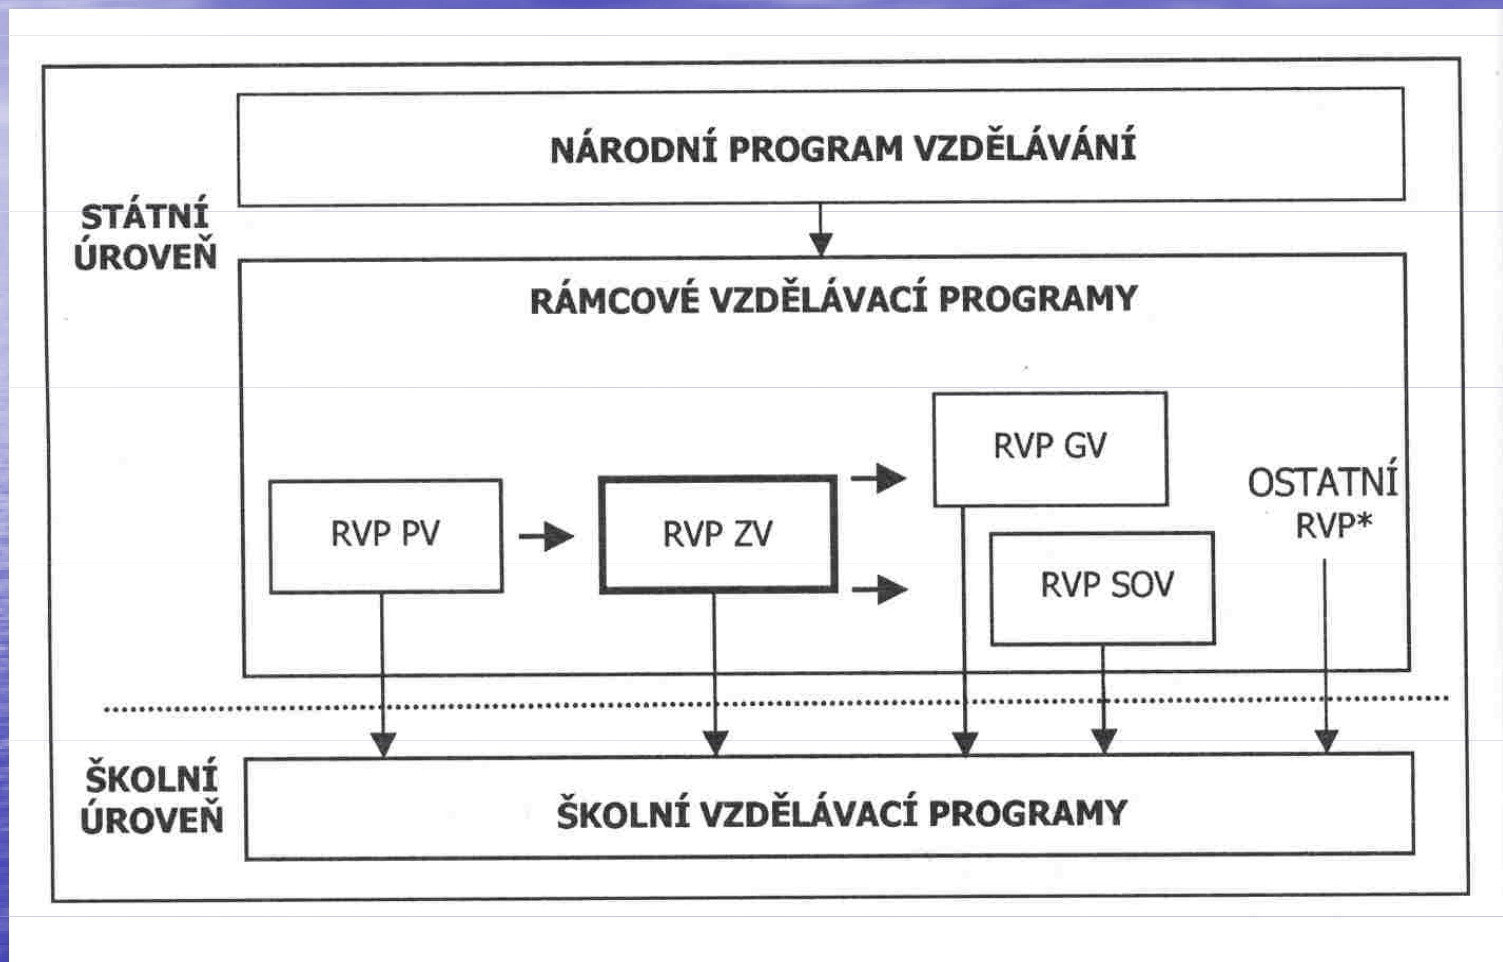 NÁRODNÍ PROGRAM VZDĚLÁVÁNÍ
STÁTNÍ
ÚROVEŇ
RÁMCOVÉ VZDĚLÁVACÍ PROGRAMY
RVP PV
RVP ZV
RVP GV
RVP SOV
OSTATNÍ
RVP*
ŠKOLNÍ
ÚROVEŇ
ŠKOLNÍ VZDĚLÁVACÍ PROGRAMY